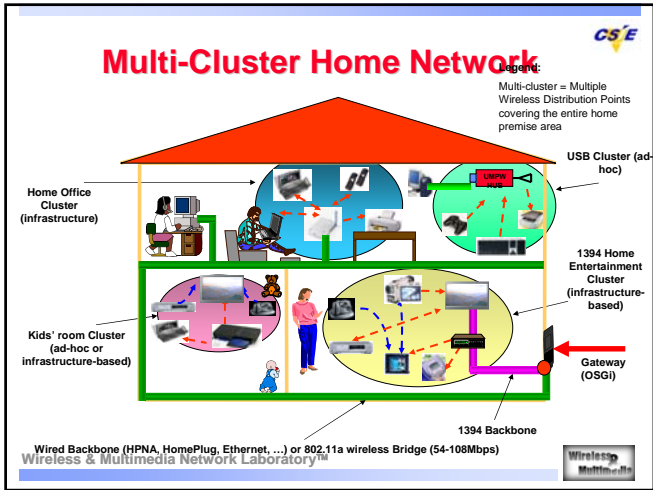 CS/E
Multi-Cluster Home Network
Legend:
Multi-cluster = Multiple
Wireless Distribution Points
covering the entire home
premise area
USB Cluster (ad-
hoc)
UMPW
HUB
Home Office
Cluster
(infrastructure)
1394 Home
Entertainment
Cluster
(infrastructure-
based)
Kids' room Cluster
(ad-hoc or
infrastructure-based)
Gateway
(OSGi)
1394 Backbone
Wired Backbone (HPNA, HomePlug, Ethernet, ...) or 802.11a wireless Bridge (54-108Mbps)
Wireless & Multimedia Network Laboratory™
Wireless
Multimedia